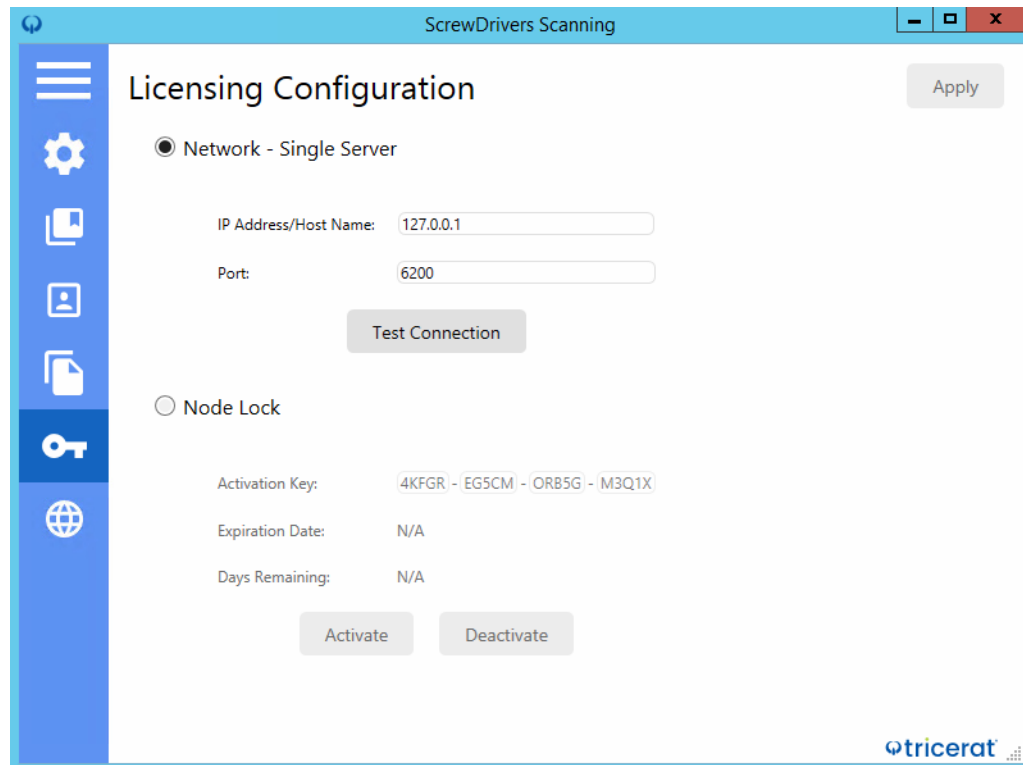 ScrewDrivers Scanning
Licensing Configuration
Apply
Network - Single Server
IP Address/Host Name: 127.0.0.1
Port: 6200
Test Connection
Node Lock
Activation Key: 4KFGR - EG5CM - ORB5G - M3Q1X
Expiration Date: N/A
Days Remaining: N/A
Activate Deactivate
tricerat